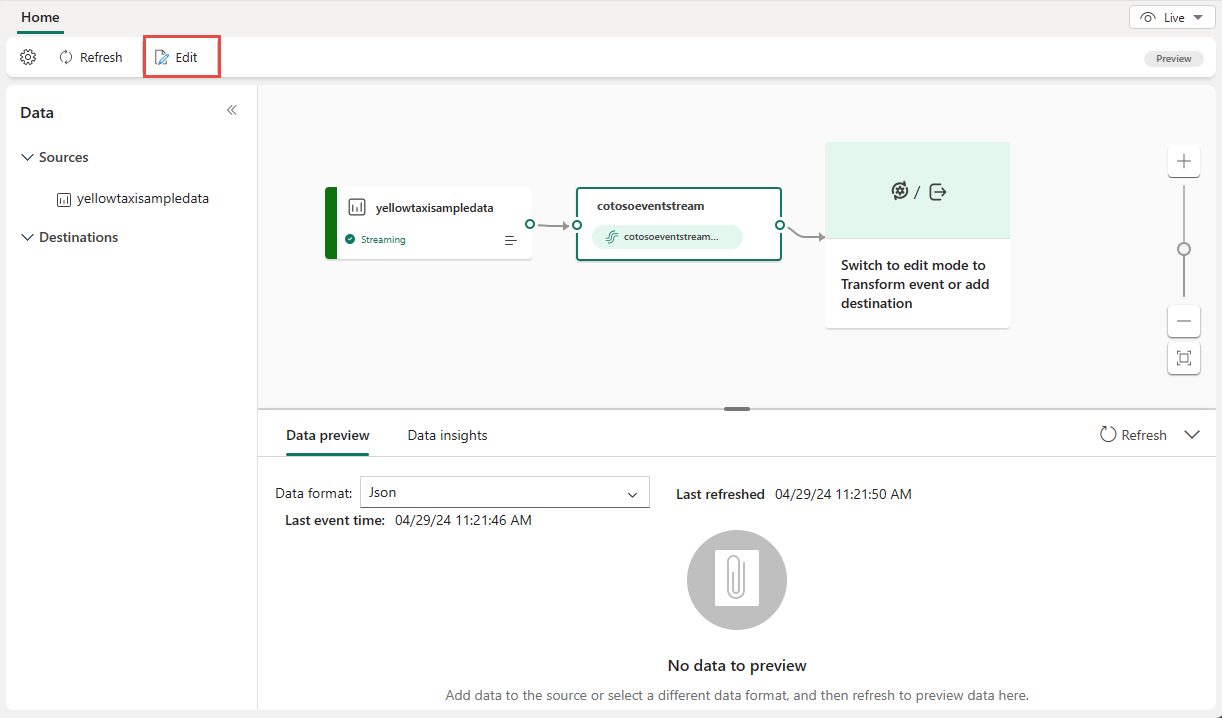 Home
Live
Refresh
Edit
Preview
Data
Sources
yellowtaxisampledata
Destinations
yellowtaxisampledata
Streaming
cotosoeventstream
cotosoeventstream...
/
Switch to edit mode to
Transform event or add
destination
Data preview
Data insights
Refresh
Data format:
Json
Last refreshed 04/29/24 11:21:50 AM
Last event time: 04/29/24 11:21:46 AM
No data to preview
Add data to the source or select a different data format, and then refresh to preview data here.